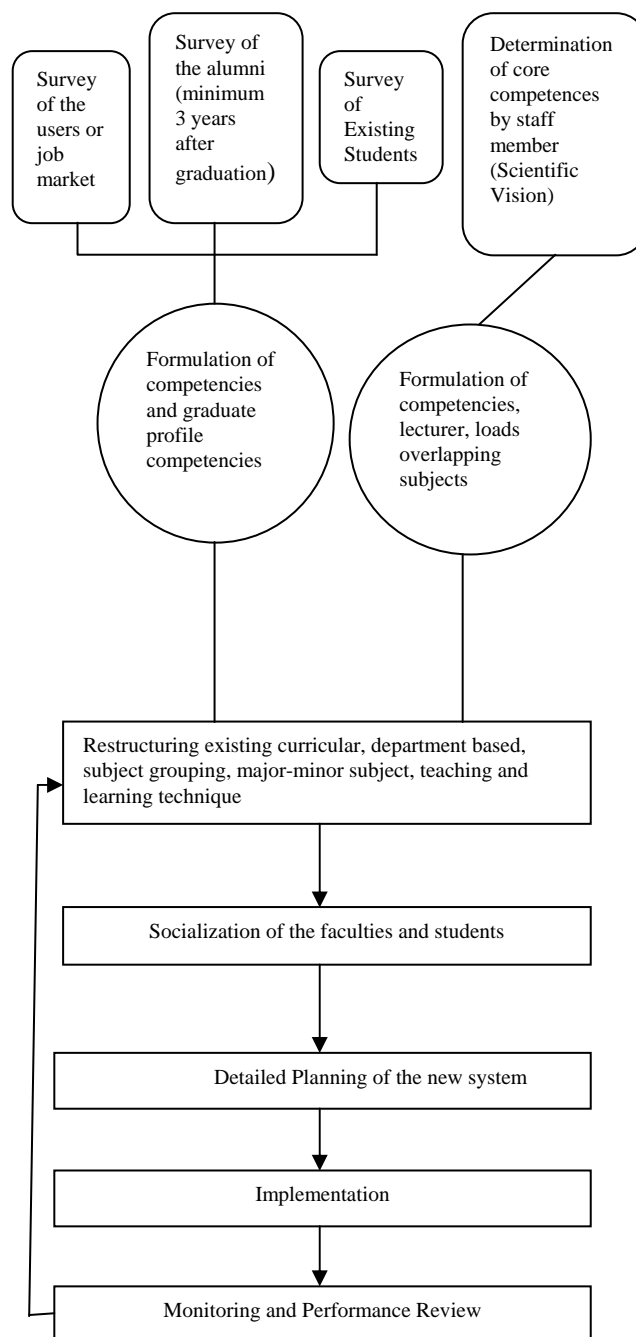 Survey
of the
users or
job
market
Survey of
the alumni
(minimum
3 years
after
graduation)
Survey
of
Existing
Students
Determination
of core
competences
by staff
member
(Scientific
Vision)
Formulation of
competencies
and graduate
profile
competencies
Formulation of
competencies,
lecturer, loads
overlapping
subjects
Restructuring existing curricular, department based,
subject grouping, major-minor subject, teaching and
learning technique
Socialization of the faculties and students
Detailed Planning of the new system
Implementation
Monitoring and Performance Review